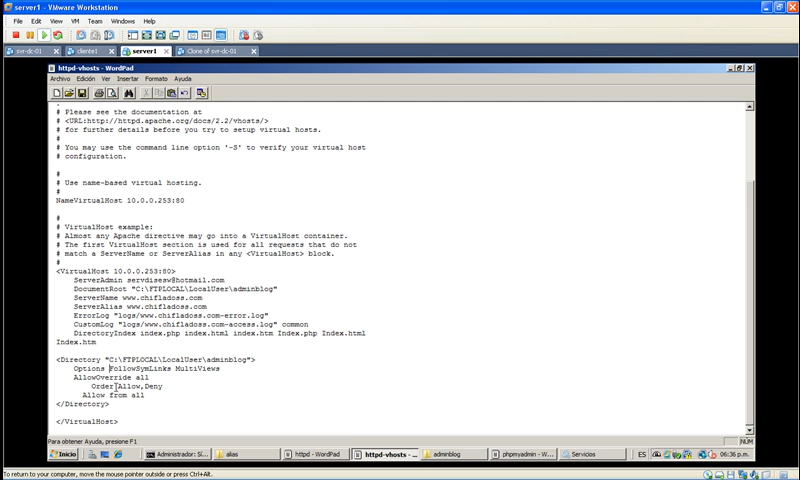 server1 - VMware Workstation
File Edit View VM Team Windows Help
svr-dc-01 cliente1 server1 Clone of svr-dc-01
httpd-vhosts - WordPad
Archivo Edición Ver Insertar Formato Ayuda
# Please see the documentation at
# <URL:http://httpd.apache.org/docs/2.2/vhosts/>
# for further details before you try to setup virtual hosts.
#
# You may use the command line option '-S' to verify your virtual host
# configuration.
#
# Use name-based virtual hosting.
#
NameVirtualHost 10.0.0.253:80
#
# VirtualHost example:
# Almost any Apache directive may go into a VirtualHost container.
# The first VirtualHost section is used for all requests that do not
# match a ServerName or ServerAlias in any <VirtualHost> block.
#
<VirtualHost 10.0.0.253:80>
ServerAdmin servdisesw@hotmail.com
DocumentRoot "C:\FTPLOCAL\LocalUser\adminblog"
ServerName www.chifladoss.com
ServerAlias www.chifladoss.com
ErrorLog "logs/www.chifladoss.com-error.log"
CustomLog "logs/www.chifladoss.com-access.log" common
DirectoryIndex index.php index.html index.htm Index.php Index.html
Index.htm
<Directory "C:\FTPLOCAL\LocalUser\adminblog">
Options FollowSymLinks MultiViews
AllowOverride all
Order Allow,Deny
Allow from all
</Directory>
</VirtualHost>
Para obtener Ayuda, presione F1
NUM
Inicio Administrador: Sí... alias httpd - WordPad httpd-vhosts - ... adminblog phpmyadmin - W... Servicios ES 06:36 p.m.
To return to your computer, move the mouse pointer outside or press Ctrl+Alt.